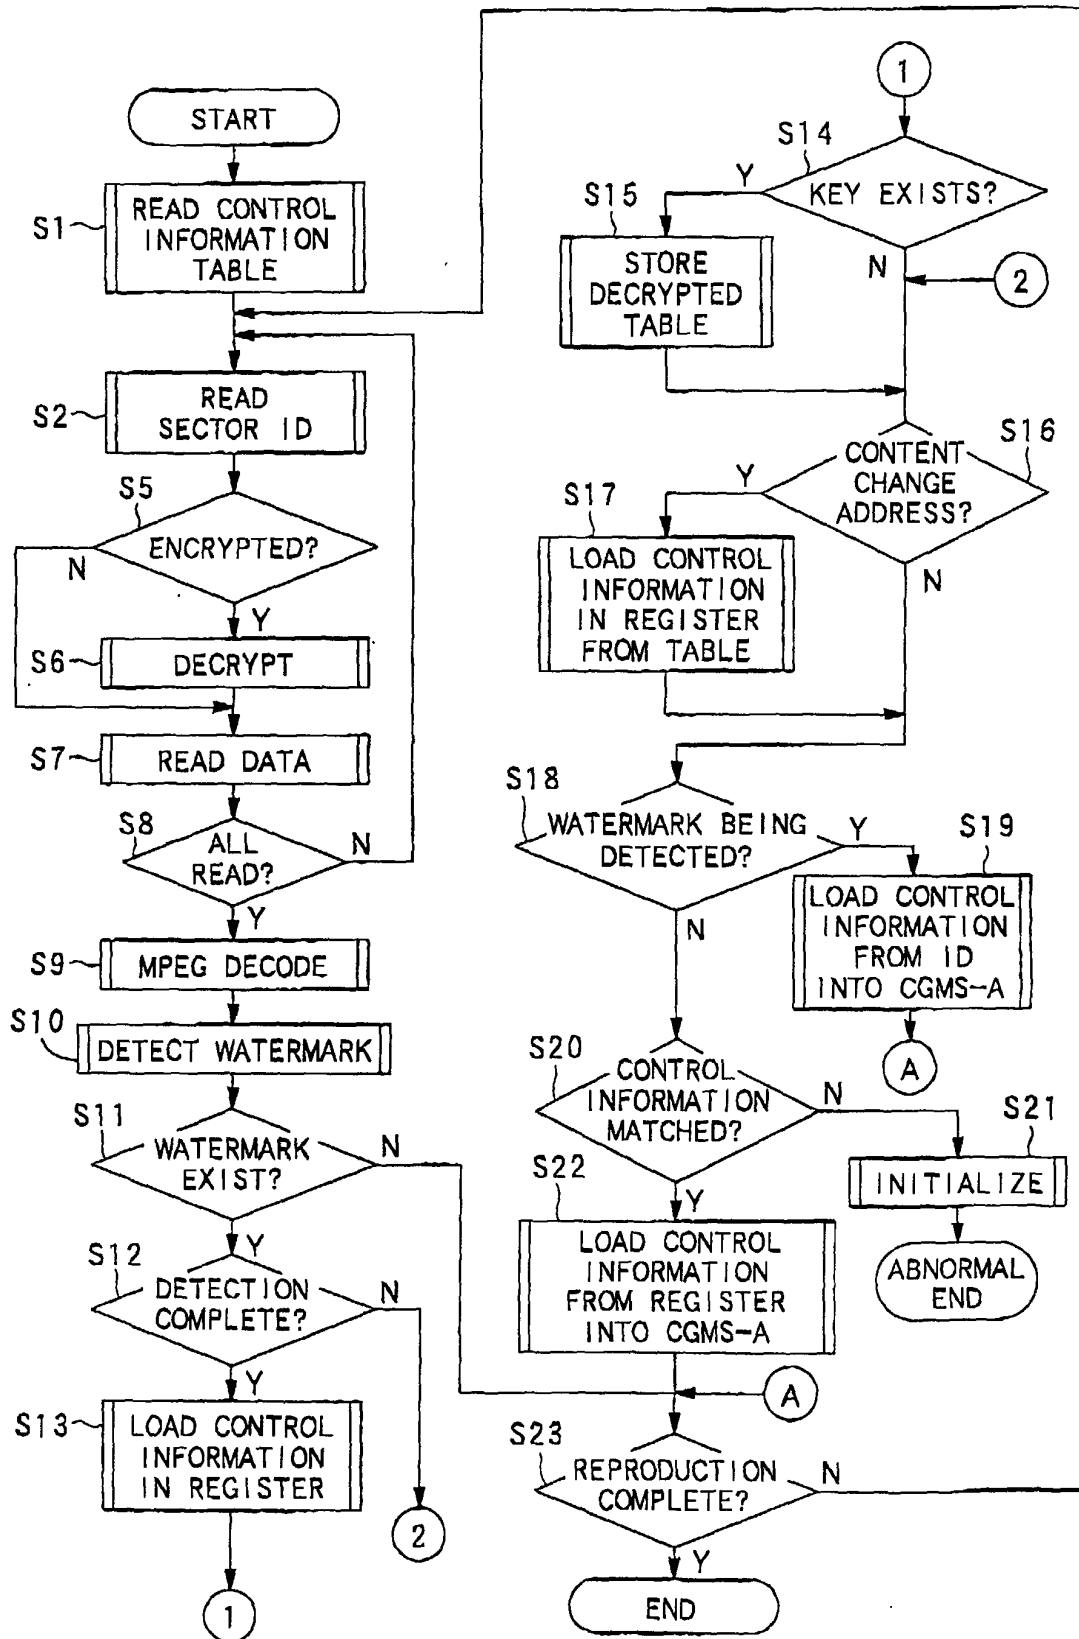 START
S1
READ CONTROL
INFORMATION
TABLE
S2
READ
SECTOR ID
S5
ENCRYPTED?
N
Y
S6
DECRYPT
S7
READ DATA
S8
ALL
READ?
N
Y
S9
MPEG DECODE
S10
DETECT WATERMARK
S11
WATERMARK
EXIST?
N
Y
S12
DETECTION
COMPLETE?
N
Y
S13
LOAD CONTROL
INFORMATION
IN REGISTER
2
1
1
S14
KEY EXISTS?
Y
N
S15
STORE
DECRYPTED
TABLE
2
S16
CONTENT
CHANGE
ADDRESS?
Y
N
S17
LOAD CONTROL
INFORMATION
IN REGISTER
FROM TABLE
S18
WATERMARK BEING
DETECTED?
Y
N
S19
LOAD CONTROL
INFORMATION
FROM ID
INTO CGMS-A
A
S20
CONTROL
INFORMATION
MATCHED?
N
Y
S21
INITIALIZE
ABNORMAL
END
S22
LOAD CONTROL
INFORMATION
FROM REGISTER
INTO CGMS-A
A
S23
REPRODUCTION
COMPLETE?
N
Y
END